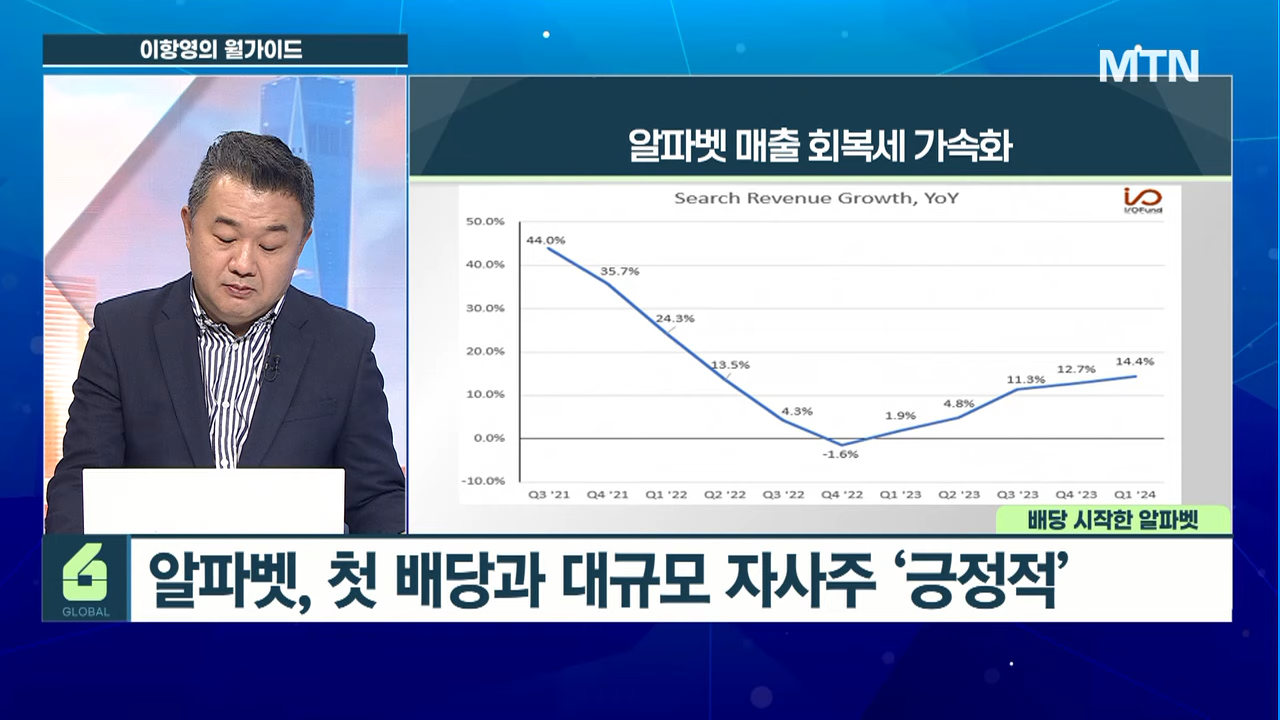 이항영의 월가이드
MTN
알파벳 매출 회복세 가속화
Search Revenue Growth, YoY
I/O Fund
50.0%
40.0%
30.0%
20.0%
10.0%
0.0%
-10.0%
44.0%
35.7%
24.3%
13.5%
4.3%
-1.6%
1.9%
4.8%
11.3%
12.7%
14.4%
Q3 '21 Q4 '21 Q1 '22 Q2 '22 Q3 '22 Q4 '22 Q1 '23 Q2 '23 Q3 '23 Q4 '23 Q1 '24
배당 시작한 알파벳
6
GLOBAL
알파벳, 첫 배당과 대규모 자사주 ‘긍정적’